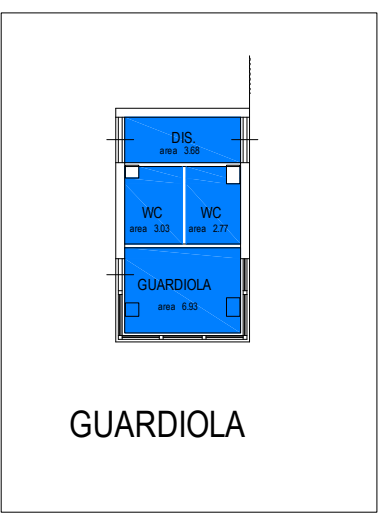 DIS.
area 3.68
WC
area 3.03
WC
area 2.77
GUARDIOLA
area 6.93
GUARDIOLA